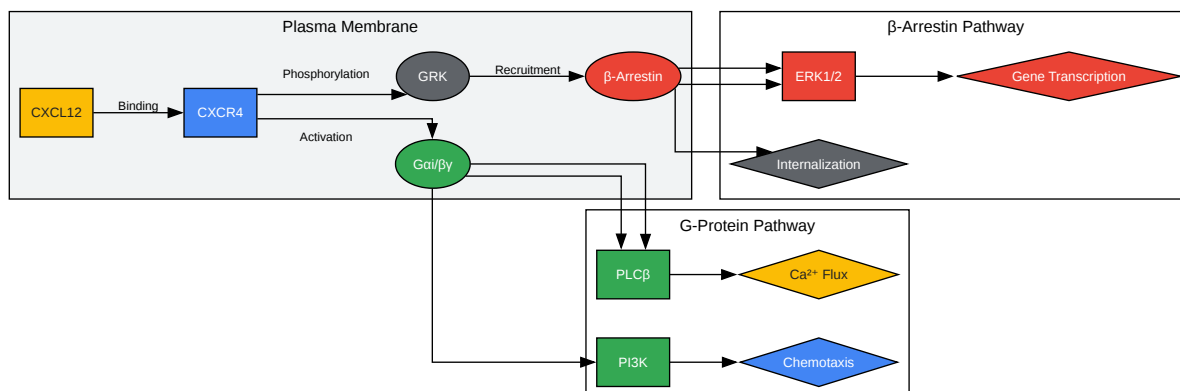 Plasma Membrane
β-Arrestin Pathway
Phosphorylation
GRK
Recruitment
β-Arrestin
ERK1/2
Gene Transcription
CXCL12
Binding
CXCR4
Activation
Gαi/βγ
Internalization
G-Protein Pathway
PLCβ
Ca²⁺ Flux
PI3K
Chemotaxis